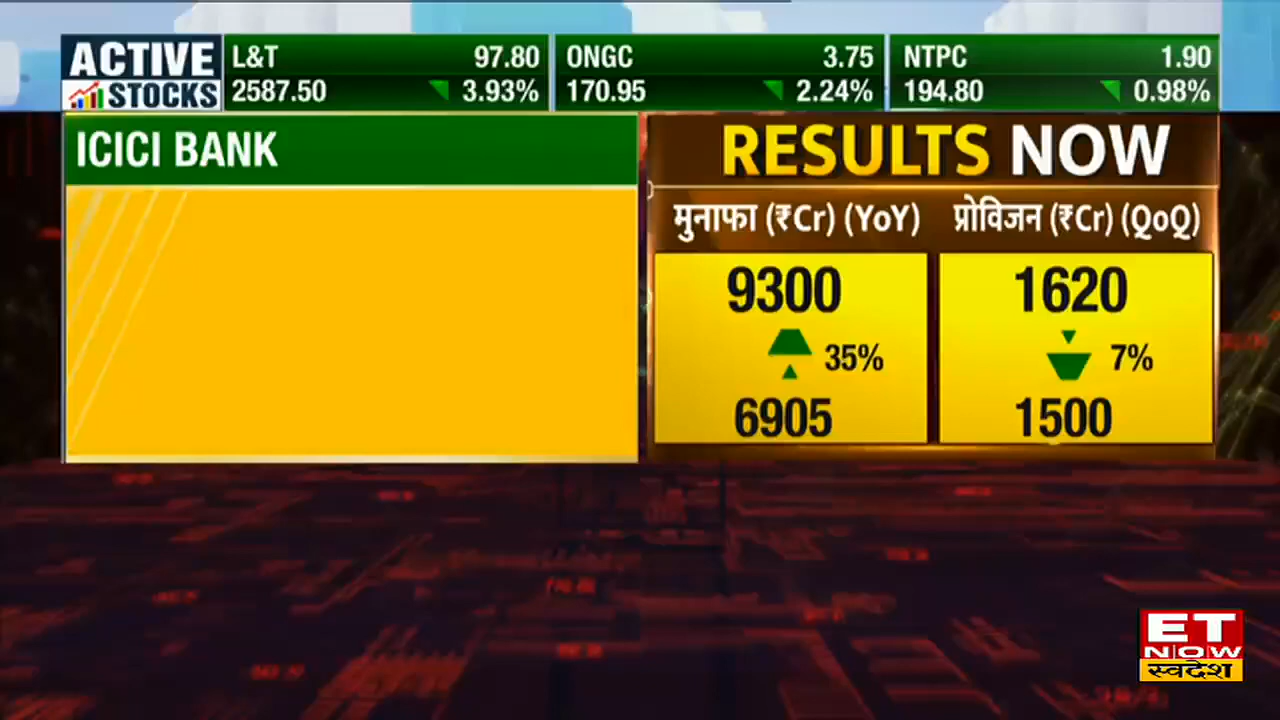 ACTIVE
STOCKS
L&T 97.80
2587.50 3.93%
ONGC 3.75
170.95 2.24%
NTPC 1.90
194.80 0.98%
ICICI BANK
RESULTS NOW
मुनाफा (₹Cr) (YoY)
9300
35%
6905
प्रोविजन (₹Cr) (QoQ)
1620
7%
1500
ET
NOW
स्वदेश